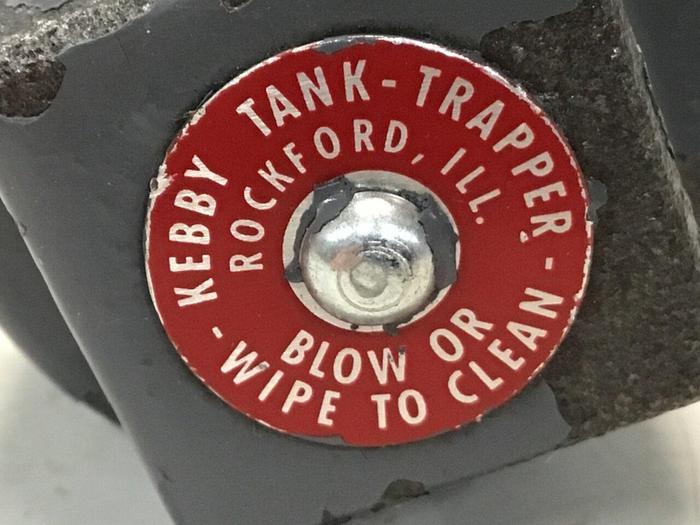 KEBBY TANK-TRAPPER
ROCKFORD, ILL.
BLOW OR
-WIPE TO CLEAN-